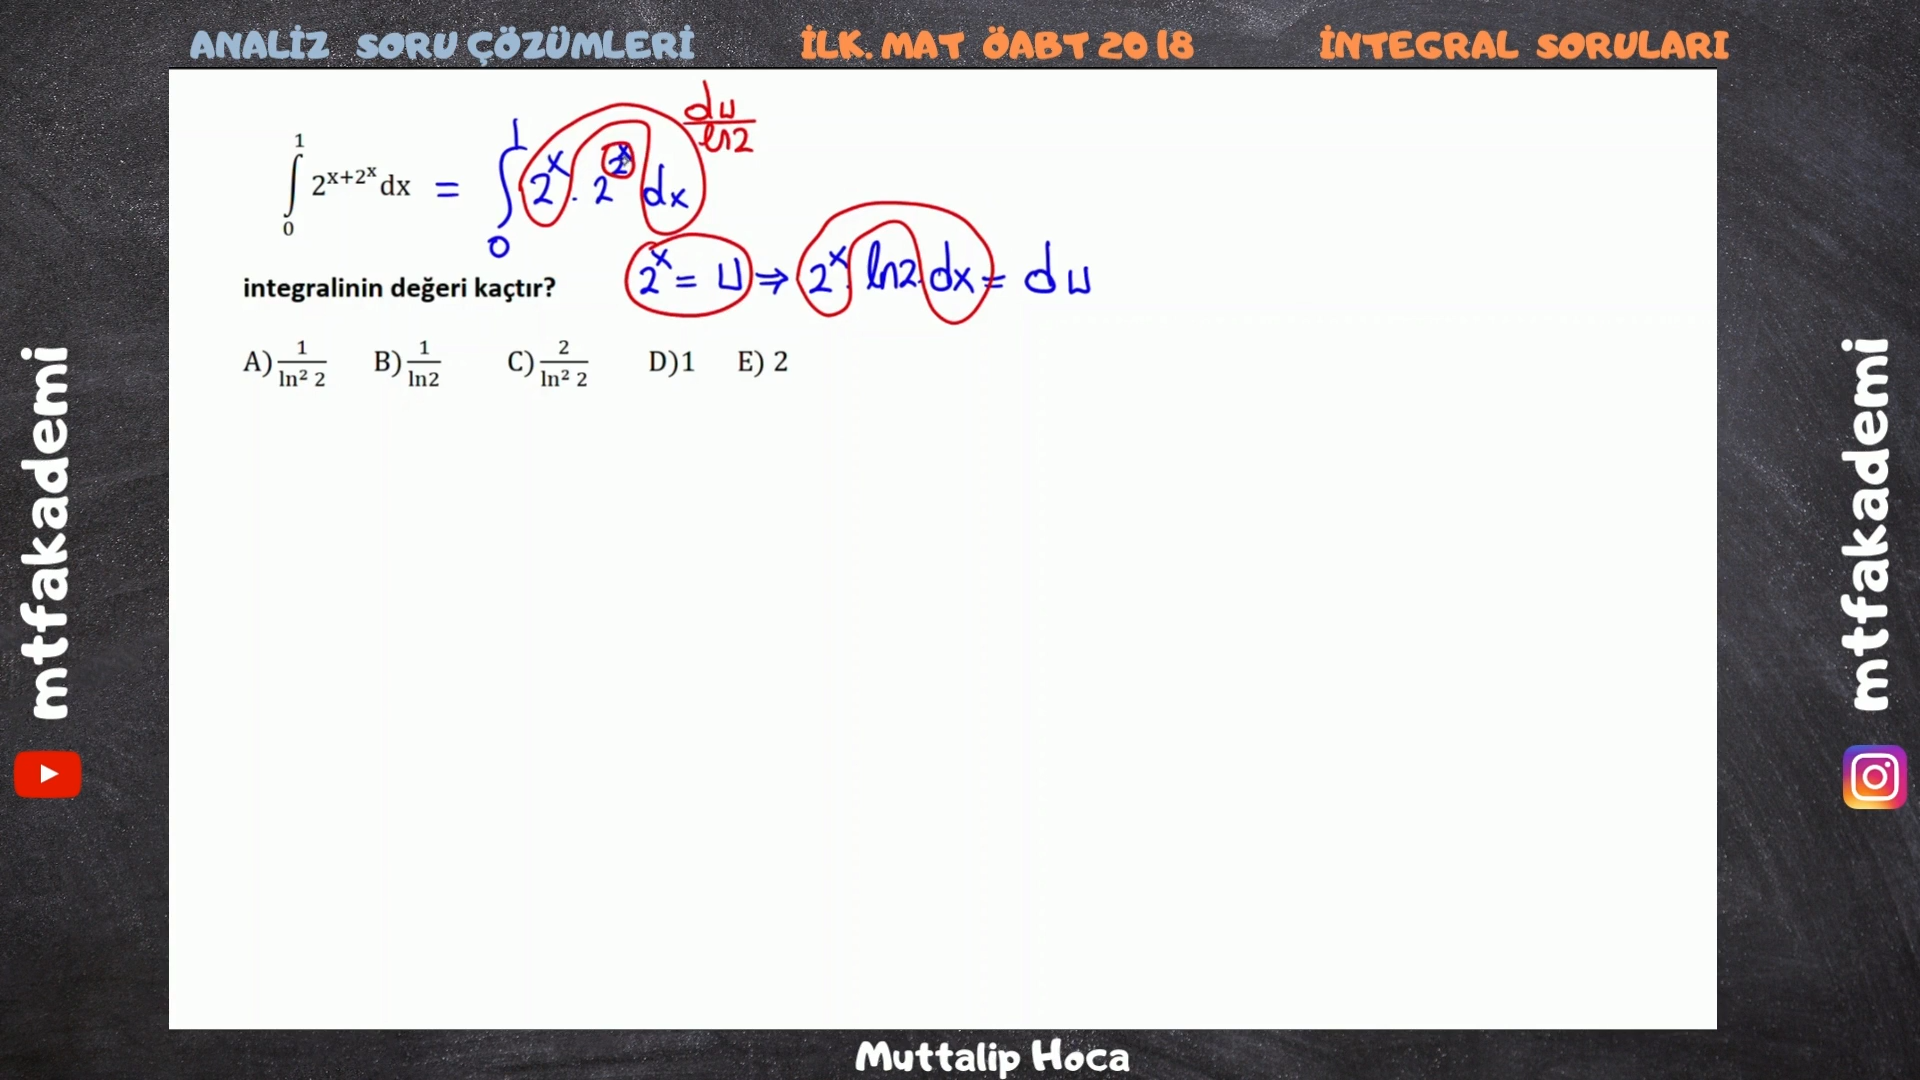 ANALİZ SORU ÇÖZÜMLERİ İLK. MAT ÖABT 2018 İNTEGRAL SORULARI
∫₀¹ 2^(x+2^x) dx = ∫₀¹ 2^x . 2^(2^x) dx
du/ln2
2^x = u ⇒ 2^x . ln2 . dx = du
integralinin değeri kaçtır?
A) 1/ln² 2 B) 1/ln2 C) 2/ln² 2 D)1 E) 2
mtfakademi
mtfakademi
Muttalip Hoca